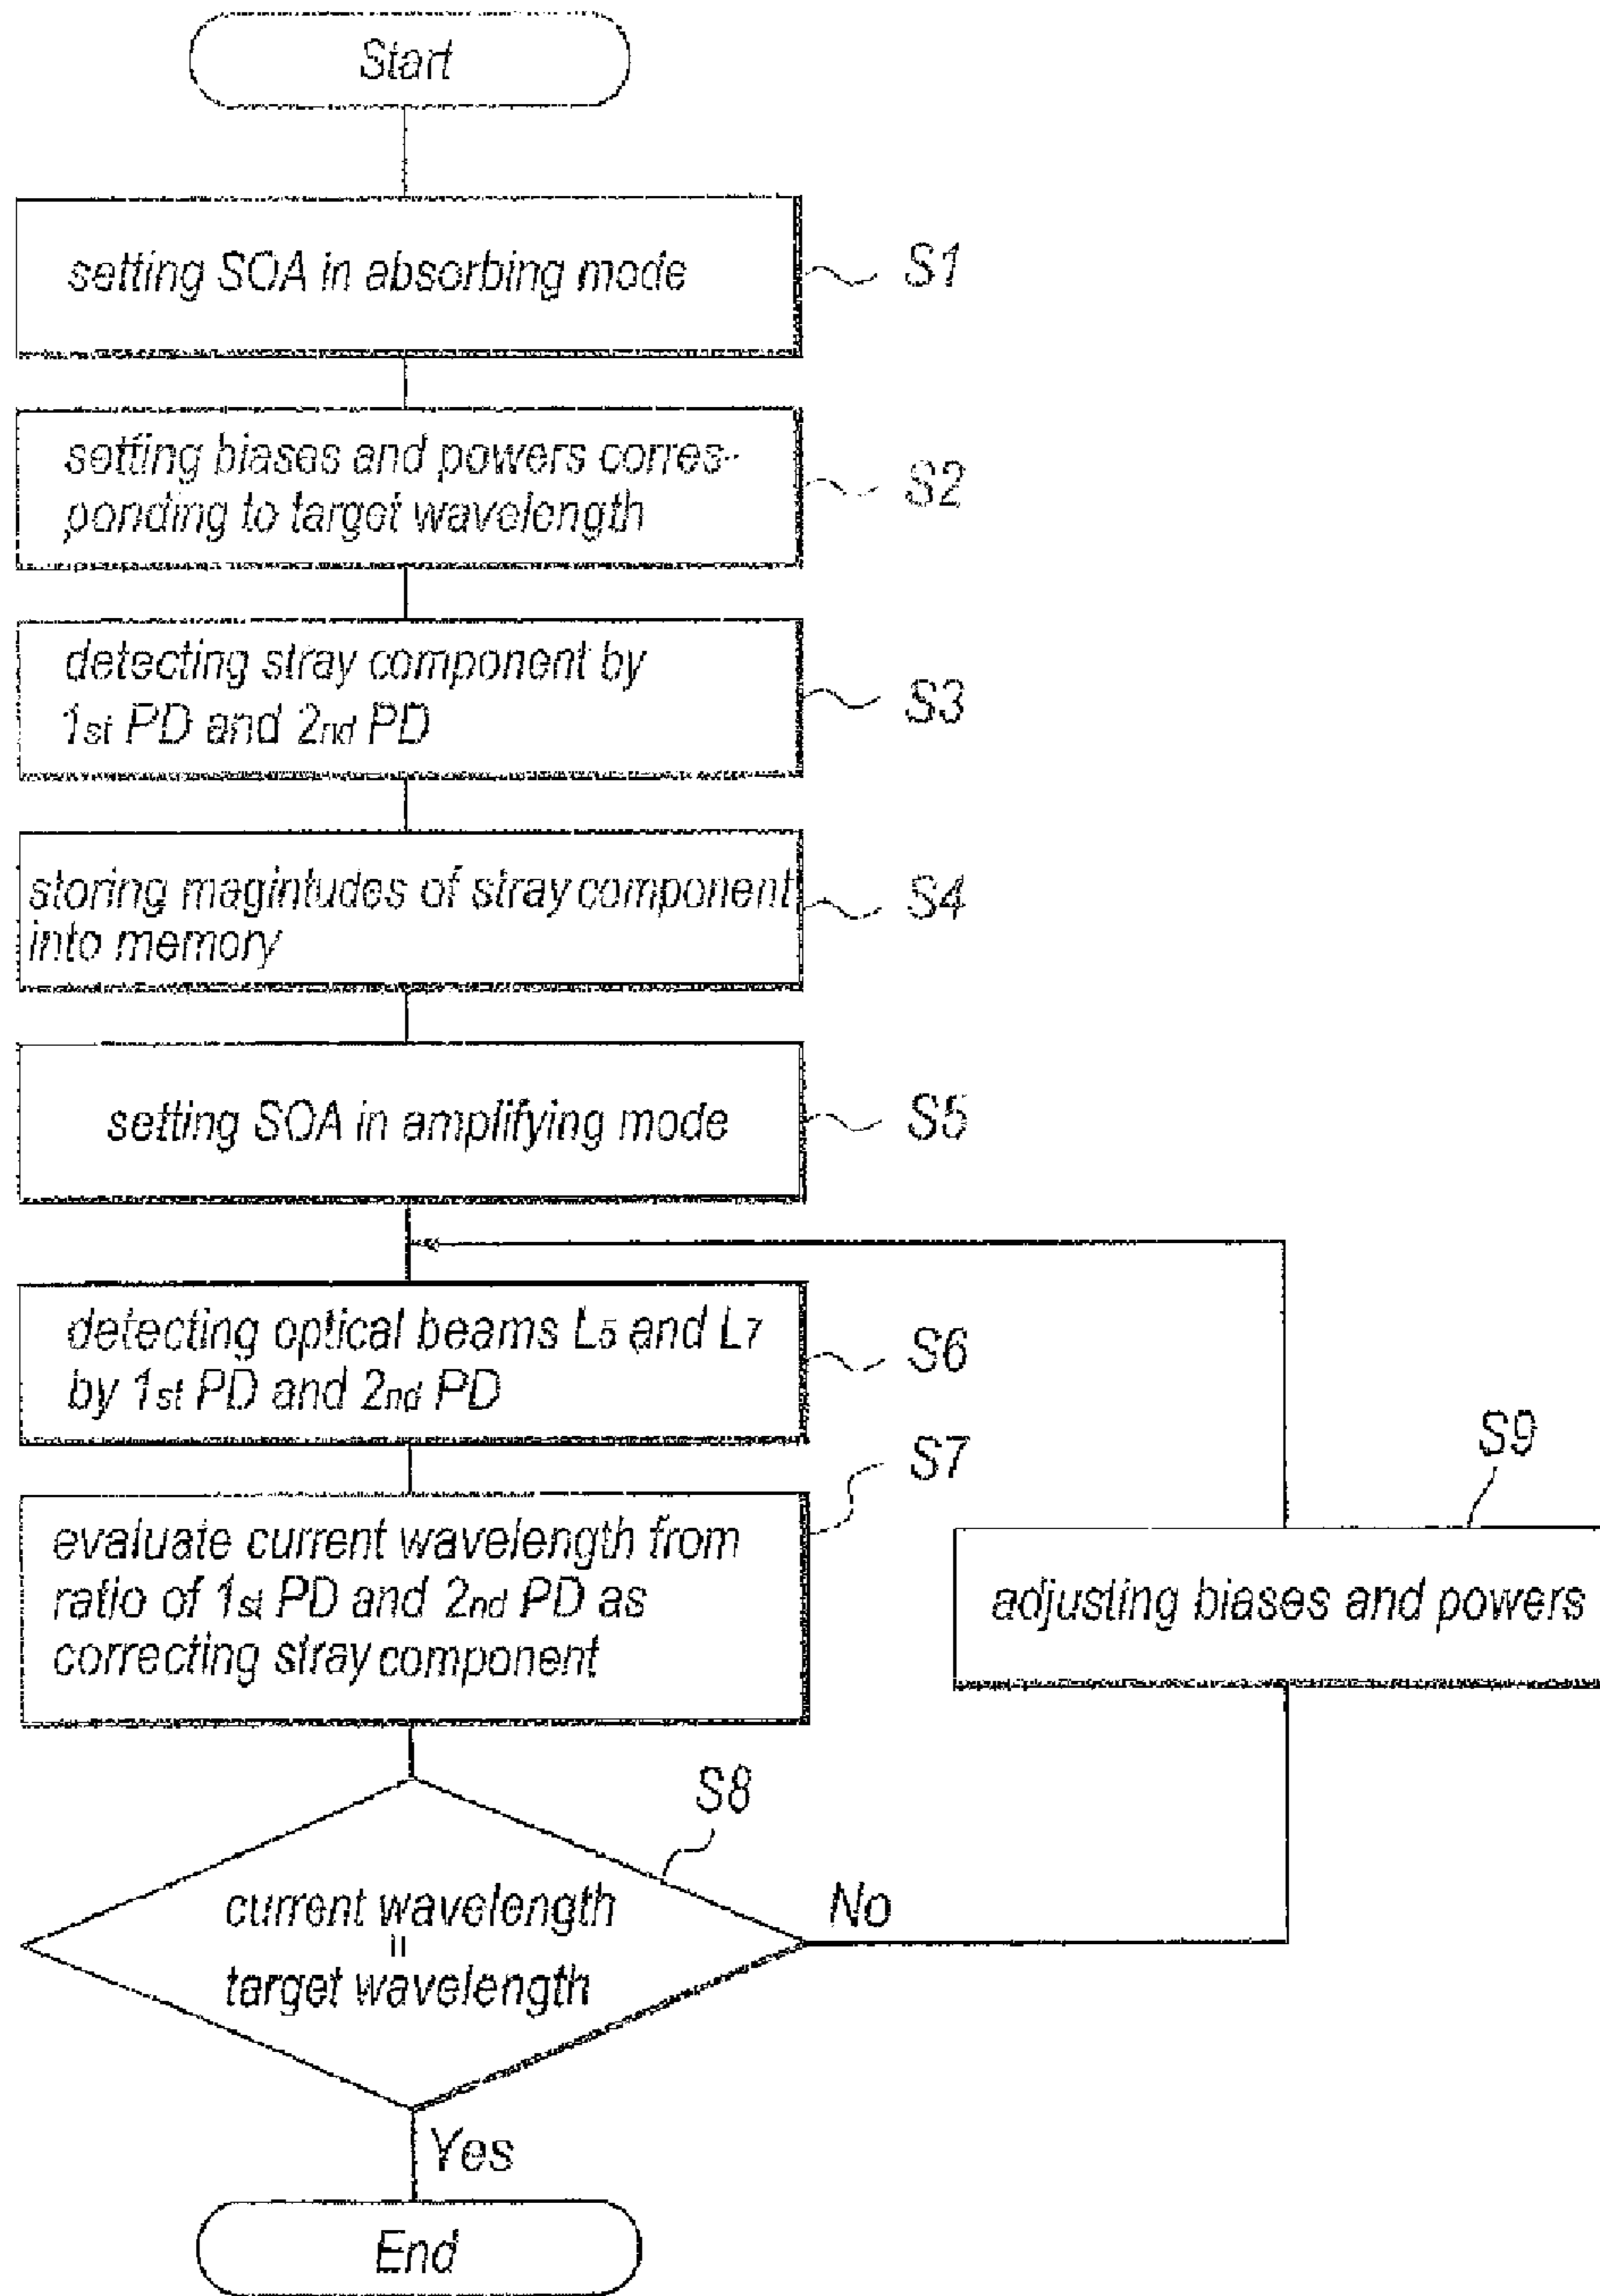 Start
setting SOA in absorbing mode
S1
setting biases and powers corres-
ponding to target wavelength
S2
detecting stray component by
1st PD and 2nd PD
S3
storing magintudes of stray component
into memory
S4
setting SOA in amplifying mode
S5
detecting optical beams L5 and L7
by 1st PD and 2nd PD
S6
evaluate current wavelength from
ratio of 1st PD and 2nd PD as
correcting stray component
S7
S9
adjusting biases and powers
S8
current wavelength
=
target wavelength
No
Yes
End